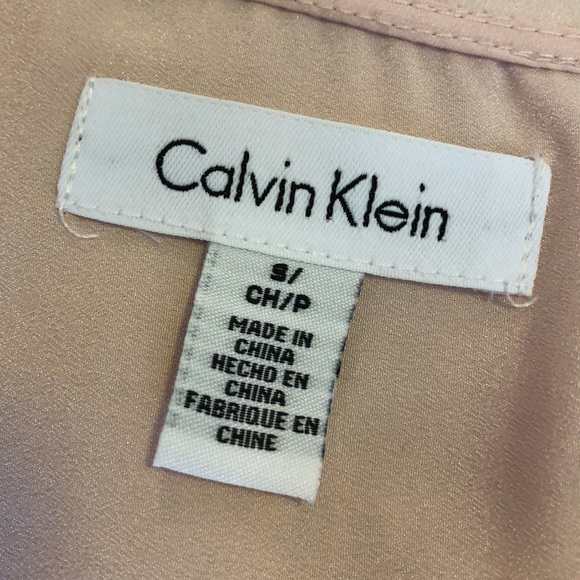 Calvin Klein
S/
CH/P
MADE IN
CHINA
HECHO EN
CHINA
FABRIQUE EN
CHINE